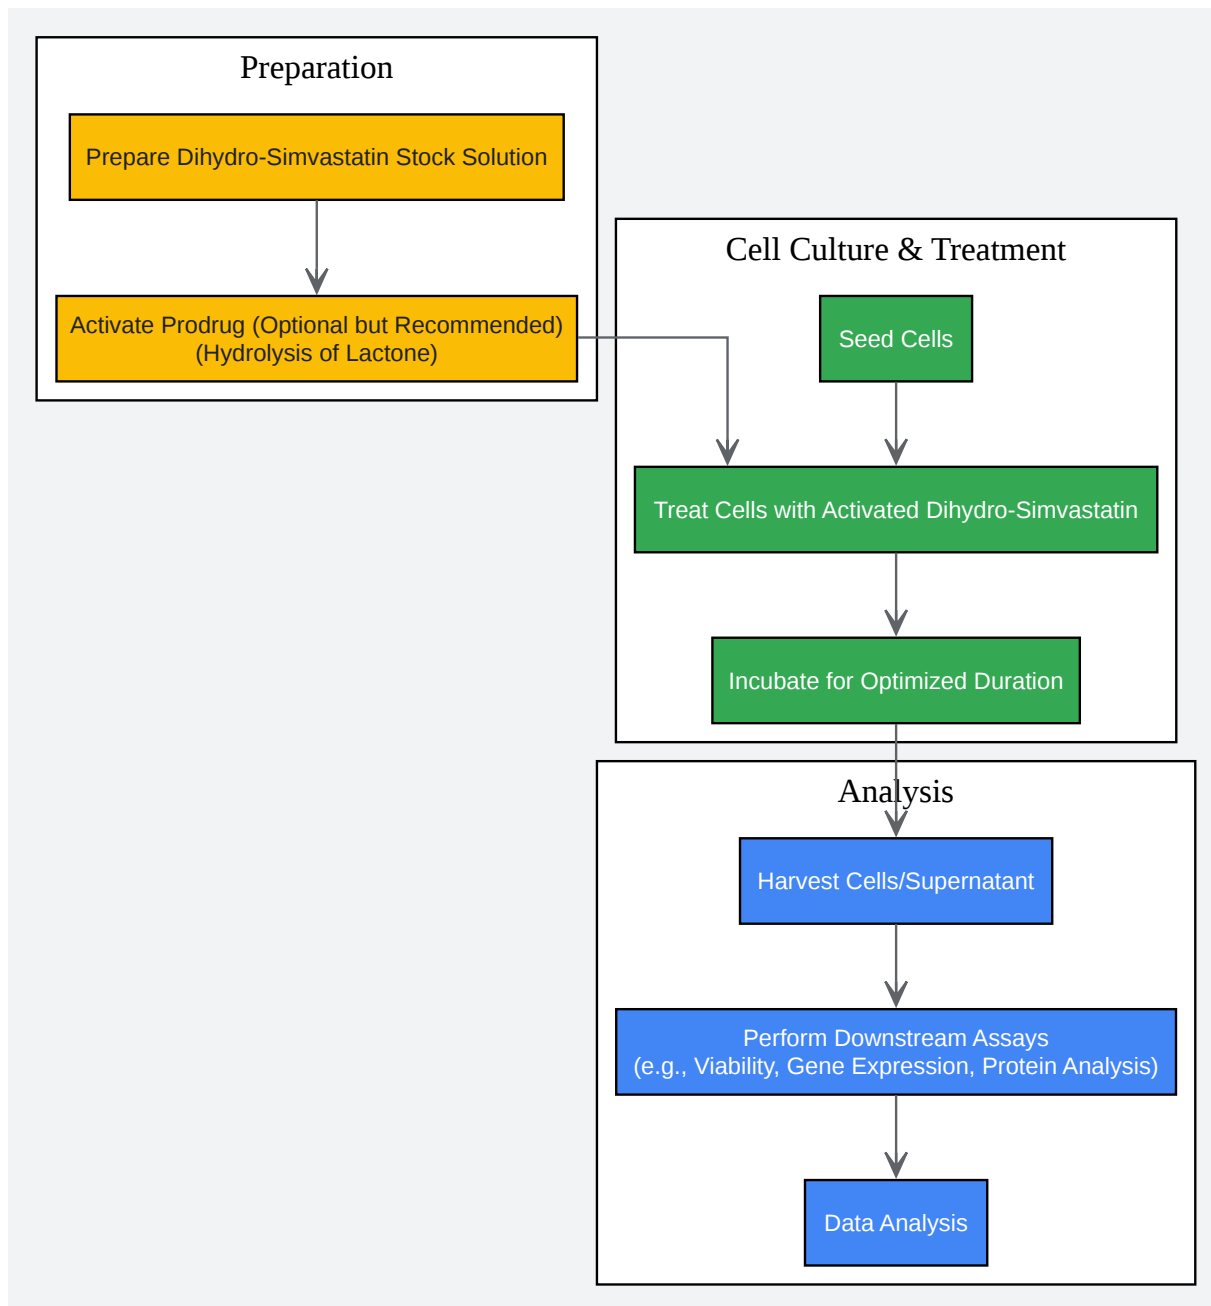 Preparation
Prepare Dihydro-Simvastatin Stock Solution
Activate Prodrug (Optional but Recommended)
(Hydrolysis of Lactone)
Cell Culture & Treatment
Seed Cells
Treat Cells with Activated Dihydro-Simvastatin
Incubate for Optimized Duration
Analysis
Harvest Cells/Supernatant
Perform Downstream Assays
(e.g., Viability, Gene Expression, Protein Analysis)
Data Analysis